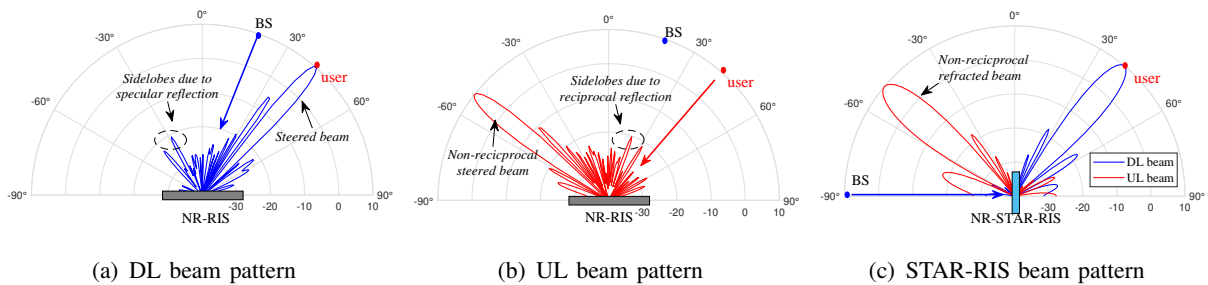 0°
-30°
30°
-60°
60°
-90°
90°
BS
user
Sidelobes due to
specular reflection
Steered beam
NR-RIS
-30
-20
-10
0
10
(a) DL beam pattern
0°
-30°
30°
-60°
60°
-90°
90°
BS
user
Sidelobes due to
reciprocal reflection
Non-recicprocal
steered beam
NR-RIS
-30
-20
-10
0
10
(b) UL beam pattern
0°
-30°
30°
-60°
60°
-90°
90°
Non-recicprocal
refracted beam
user
BS
DL beam
UL beam
NR-STAR-RIS
-30
-20
-10
0
10
(c) STAR-RIS beam pattern